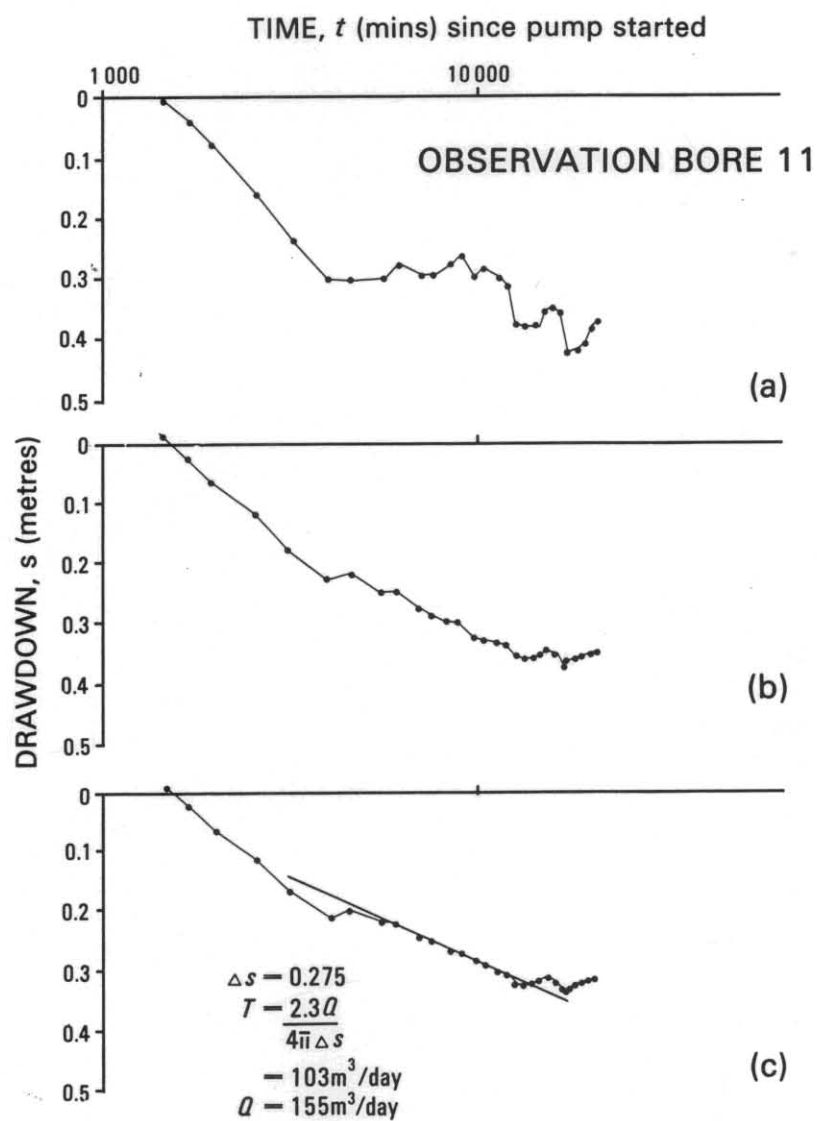 TIME, t (mins) since pump started
1 000
10 000
0
0.1
0.2
0.3
0.4
0.5
OBSERVATION BORE 11
(a)
DRAWDOWN, s (metres)
0
0.1
0.2
0.3
0.4
0.5
(b)
0
0.1
0.2
0.3
0.4
0.5
△s = 0.275
T = 2.3Q
4π△s
= 103m³/day
Q = 155m³/day
(c)